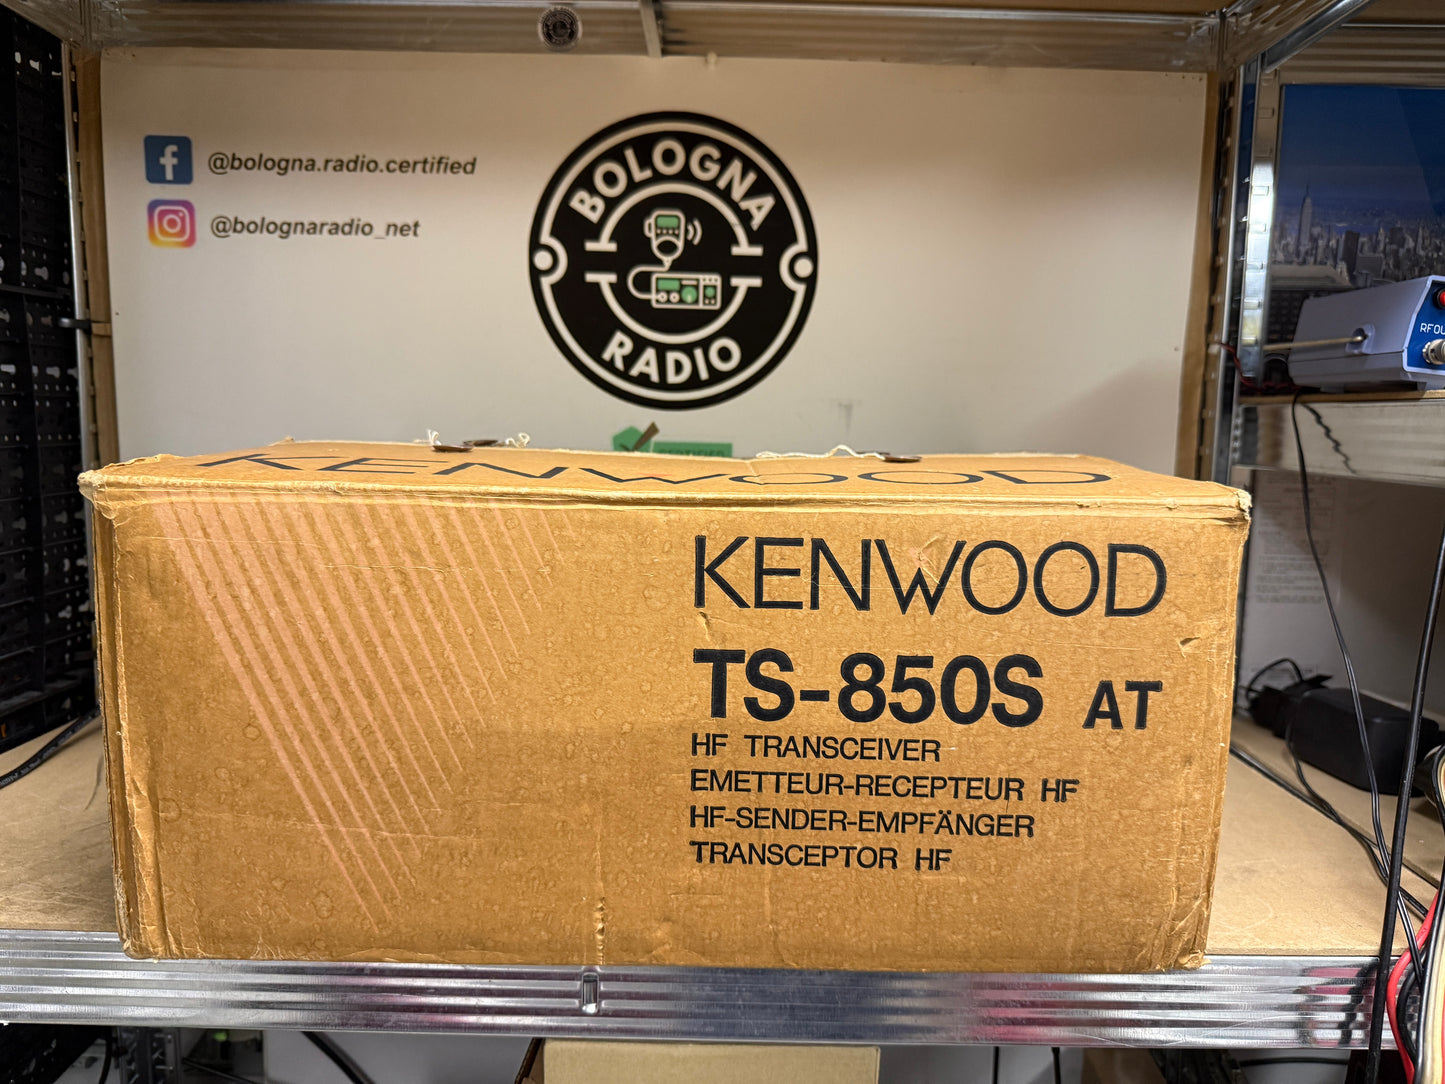 @bologna.radio.certified
@bolognaradio_net
BOLOGNA
RADIO
KENWOOD
KENWOOD
TS-850S AT
HF TRANSCEIVER
EMETTEUR-RECEPTEUR HF
HF-SENDER-EMPFÄNGER
TRANSCEPTOR HF